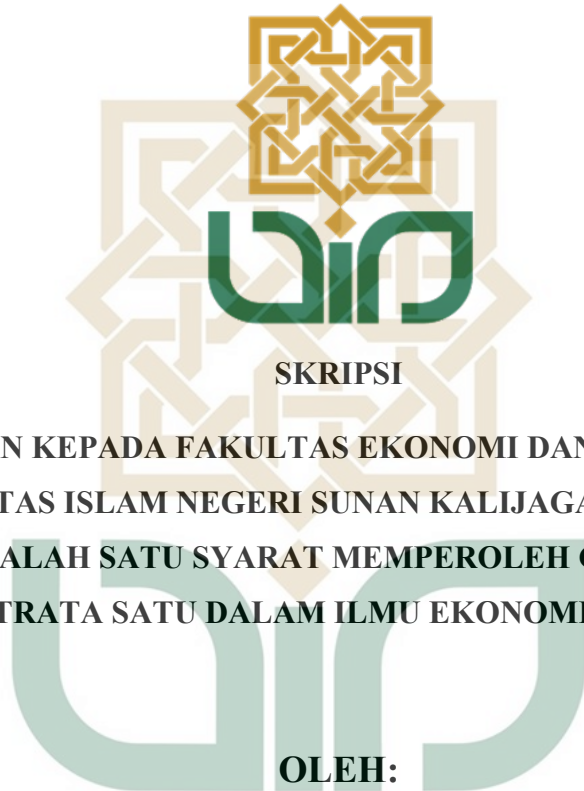 uin
SKRIPSI
N KEPADA FAKULTAS EKONOMI DAN
TAS ISLAM NEGERI SUNAN KALIJAGA
ALAH SATU SYARAT MEMPEROLEH
TRATA SATU DALAM ILMU EKONOMI
OLEH: